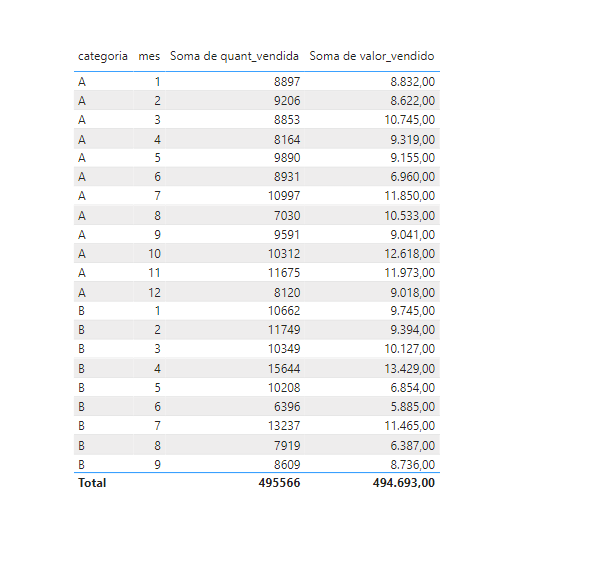 categoria mes Soma de quant_vendida Soma de valor_vendido
A 1 8897 8.832,00
A 2 9206 8.622,00
A 3 8853 10.745,00
A 4 8164 9.319,00
A 5 9890 9.155,00
A 6 8931 6.960,00
A 7 10997 11.850,00
A 8 7030 10.533,00
A 9 9591 9.041,00
A 10 10312 12.618,00
A 11 11675 11.973,00
A 12 8120 9.018,00
B 1 10662 9.745,00
B 2 11749 9.394,00
B 3 10349 10.127,00
B 4 15644 13.429,00
B 5 10208 6.854,00
B 6 6396 5.885,00
B 7 13237 11.465,00
B 8 7919 6.387,00
B 9 8609 8.736,00
Total 495566 494.693,00